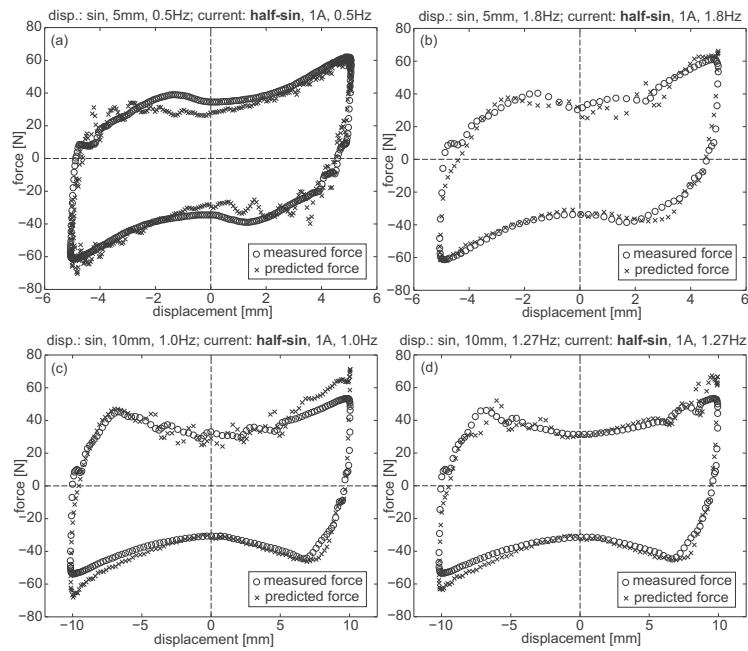 disp.: sin, 5mm, 0.5Hz; current: half-sin, 1A, 0.5Hz
(a)
force [N]
80
60
40
20
0
−20
−40
−60
−80
measured force
predicted force
−6
−4
−2
0
2
4
6
displacement [mm]
disp.: sin, 5mm, 1.8Hz; current: half-sin, 1A, 1.8Hz
(b)
force [N]
80
60
40
20
0
−20
−40
−60
−80
measured force
predicted force
−6
−4
−2
0
2
4
6
displacement [mm]
disp.: sin, 10mm, 1.0Hz; current: half-sin, 1A, 1.0Hz
(c)
force [N]
80
60
40
20
0
−20
−40
−60
−80
measured force
predicted force
−10
−5
0
5
10
displacement [mm]
disp.: sin, 10mm, 1.27Hz; current: half-sin, 1A, 1.27Hz
(d)
force [N]
80
60
40
20
0
−20
−40
−60
−80
measured force
predicted force
−10
−5
0
5
10
displacement [mm]